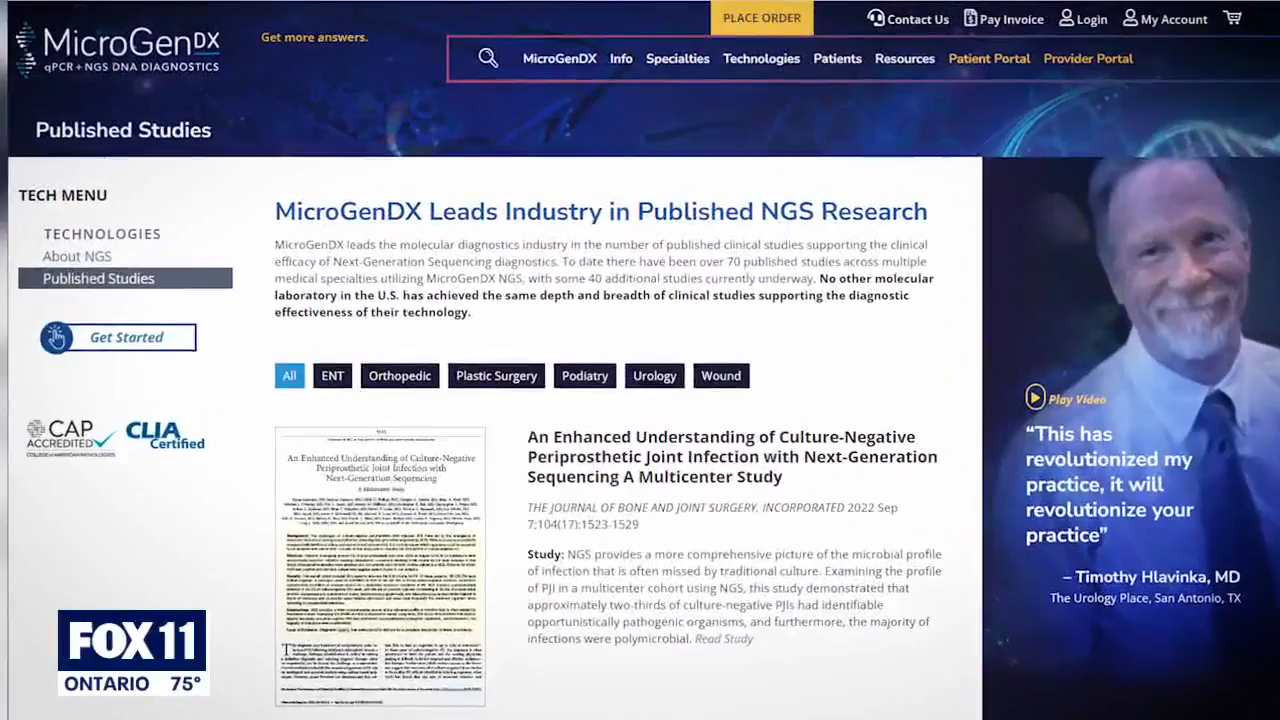 PLACE ORDER
Contact Us
Pay Invoice
Login
My Account
MicroGenDX
qPCR + NGS DNA DIAGNOSTICS
Get more answers.
MicroGenDX Info Specialties Technologies Patients Resources Patient Portal Provider Portal
Published Studies
TECH MENU
TECHNOLOGIES
About NGS
Published Studies
Get Started
CAP
ACCREDITED
COLLEGE of AMERICAN PATHOLOGISTS
CLIA
Certified
MicroGenDX Leads Industry in Published NGS Research
MicroGenDX leads the molecular diagnostics industry in the number of published clinical studies supporting the clinical
efficacy of Next-Generation Sequencing diagnostics. To date there have been over 70 published studies across multiple
medical specialties utilizing MicroGenDX NGS, with some 40 additional studies currently underway. No other molecular
laboratory in the U.S. has achieved the same depth and breadth of clinical studies supporting the diagnostic
effectiveness of their technology.
All ENT Orthopedic Plastic Surgery Podiatry Urology Wound
An Enhanced Understanding of Culture-Negative
Periprosthetic Joint Infection with
Next-Generation Sequencing
A Multicenter Study
An Enhanced Understanding of Culture-Negative
Periprosthetic Joint Infection with Next-Generation
Sequencing A Multicenter Study
THE JOURNAL OF BONE AND JOINT SURGERY. INCORPORATED 2022 Sep
7;104(17):1523-1529
Study: NGS provides a more comprehensive picture of the microbial profile
of infection that is often missed by traditional culture. Examining the profile
of PJI in a multicenter cohort using NGS, this study demonstrated that
approximately two-thirds of culture-negative PJIs had identifiable
opportunistically pathogenic organisms, and furthermore, the majority of
infections were polymicrobial. Read Study
Play Video
“This has
revolutionized my
practice, it will
revolutionize your
practice”
– Timothy Hlavinka, MD
The Urology Place, San Antonio, TX
FOX 11
ONTARIO 75°